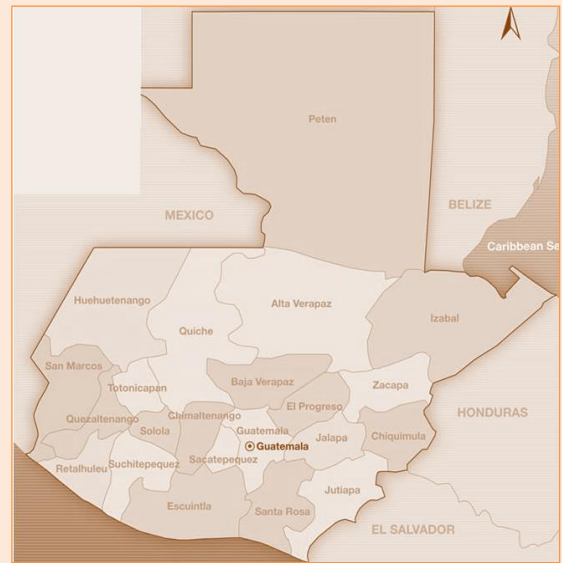 Peten
MEXICO
BELIZE
Caribbean Se
Huehuetenango
Alta Verapaz
Izabal
Quiche
San Marcos
Totonicapan
Baja Verapaz
Zacapa
Quezaltenango
Chimaltenango
El Progreso
HONDURAS
Solola
Guatemala
Jalapa
Chiquimula
Guatemala
Retalhuleu
Suchitepequez
Sacatepequez
Jutiapa
Escuintla
Santa Rosa
EL SALVADOR